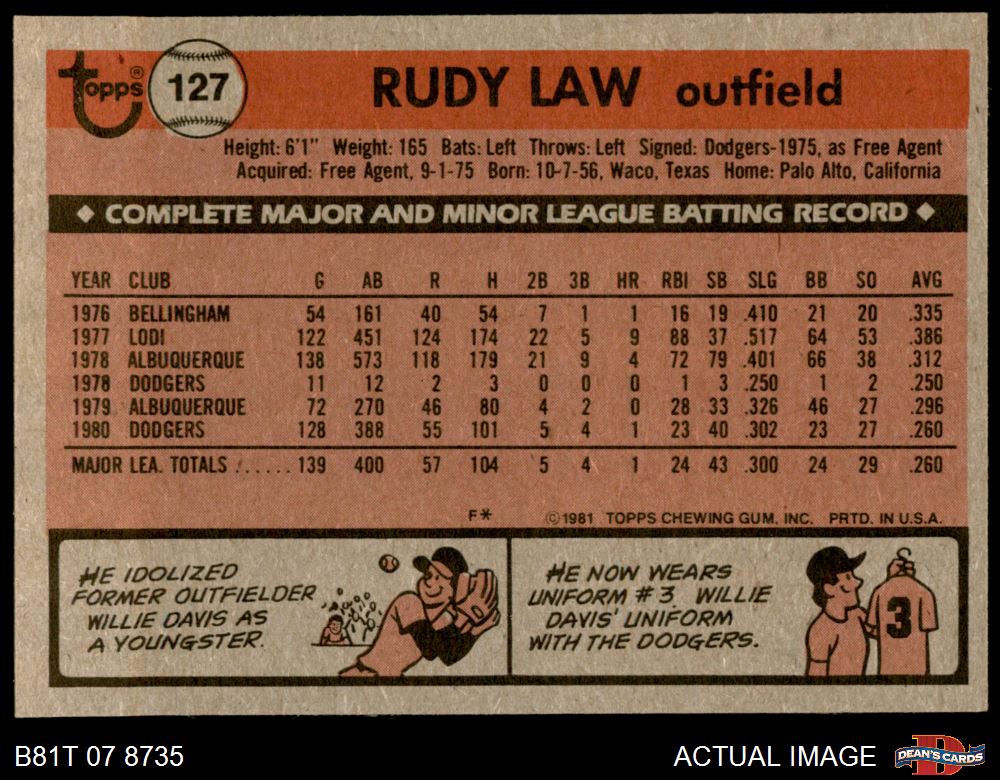 Topps® 127 RUDY LAW outfield
Height: 6'1" Weight: 165 Bats: Left Throws: Left Signed: Dodgers-1975, as Free Agent
Acquired: Free Agent, 9-1-75 Born: 10-7-56, Waco, Texas Home: Palo Alto, California
◆ COMPLETE MAJOR AND MINOR LEAGUE BATTING RECORD ◆
YEAR CLUB G AB R H 2B 3B HR RBI SB SLG BB SO AVG
1976 BELLINGHAM 54 161 40 54 7 1 1 16 19 .410 21 20 .335
1977 LODI 122 451 124 174 22 5 9 88 37 .517 64 53 .386
1978 ALBUQUERQUE 138 573 118 179 21 9 4 72 79 .401 66 38 .312
1978 DODGERS 11 12 2 3 0 0 0 1 3 .250 1 2 .250
1979 ALBUQUERQUE 72 270 46 80 4 2 0 28 33 .326 46 27 .296
1980 DODGERS 128 388 55 101 5 4 1 23 40 .302 23 27 .260
MAJOR LEA. TOTALS ...... 139 400 57 104 5 4 1 24 43 .300 24 29 .260
F* ©1981 TOPPS CHEWING GUM, INC. PRTD. IN U.S.A.
HE IDOLIZED
FORMER OUTFIELDER
WILLIE DAVIS AS
A YOUNGSTER.
HE NOW WEARS
UNIFORM #3 WILLIE
DAVIS' UNIFORM
WITH THE DODGERS.
3
B81T 07 8735
ACTUAL IMAGE
D
DEAN'S CARDS